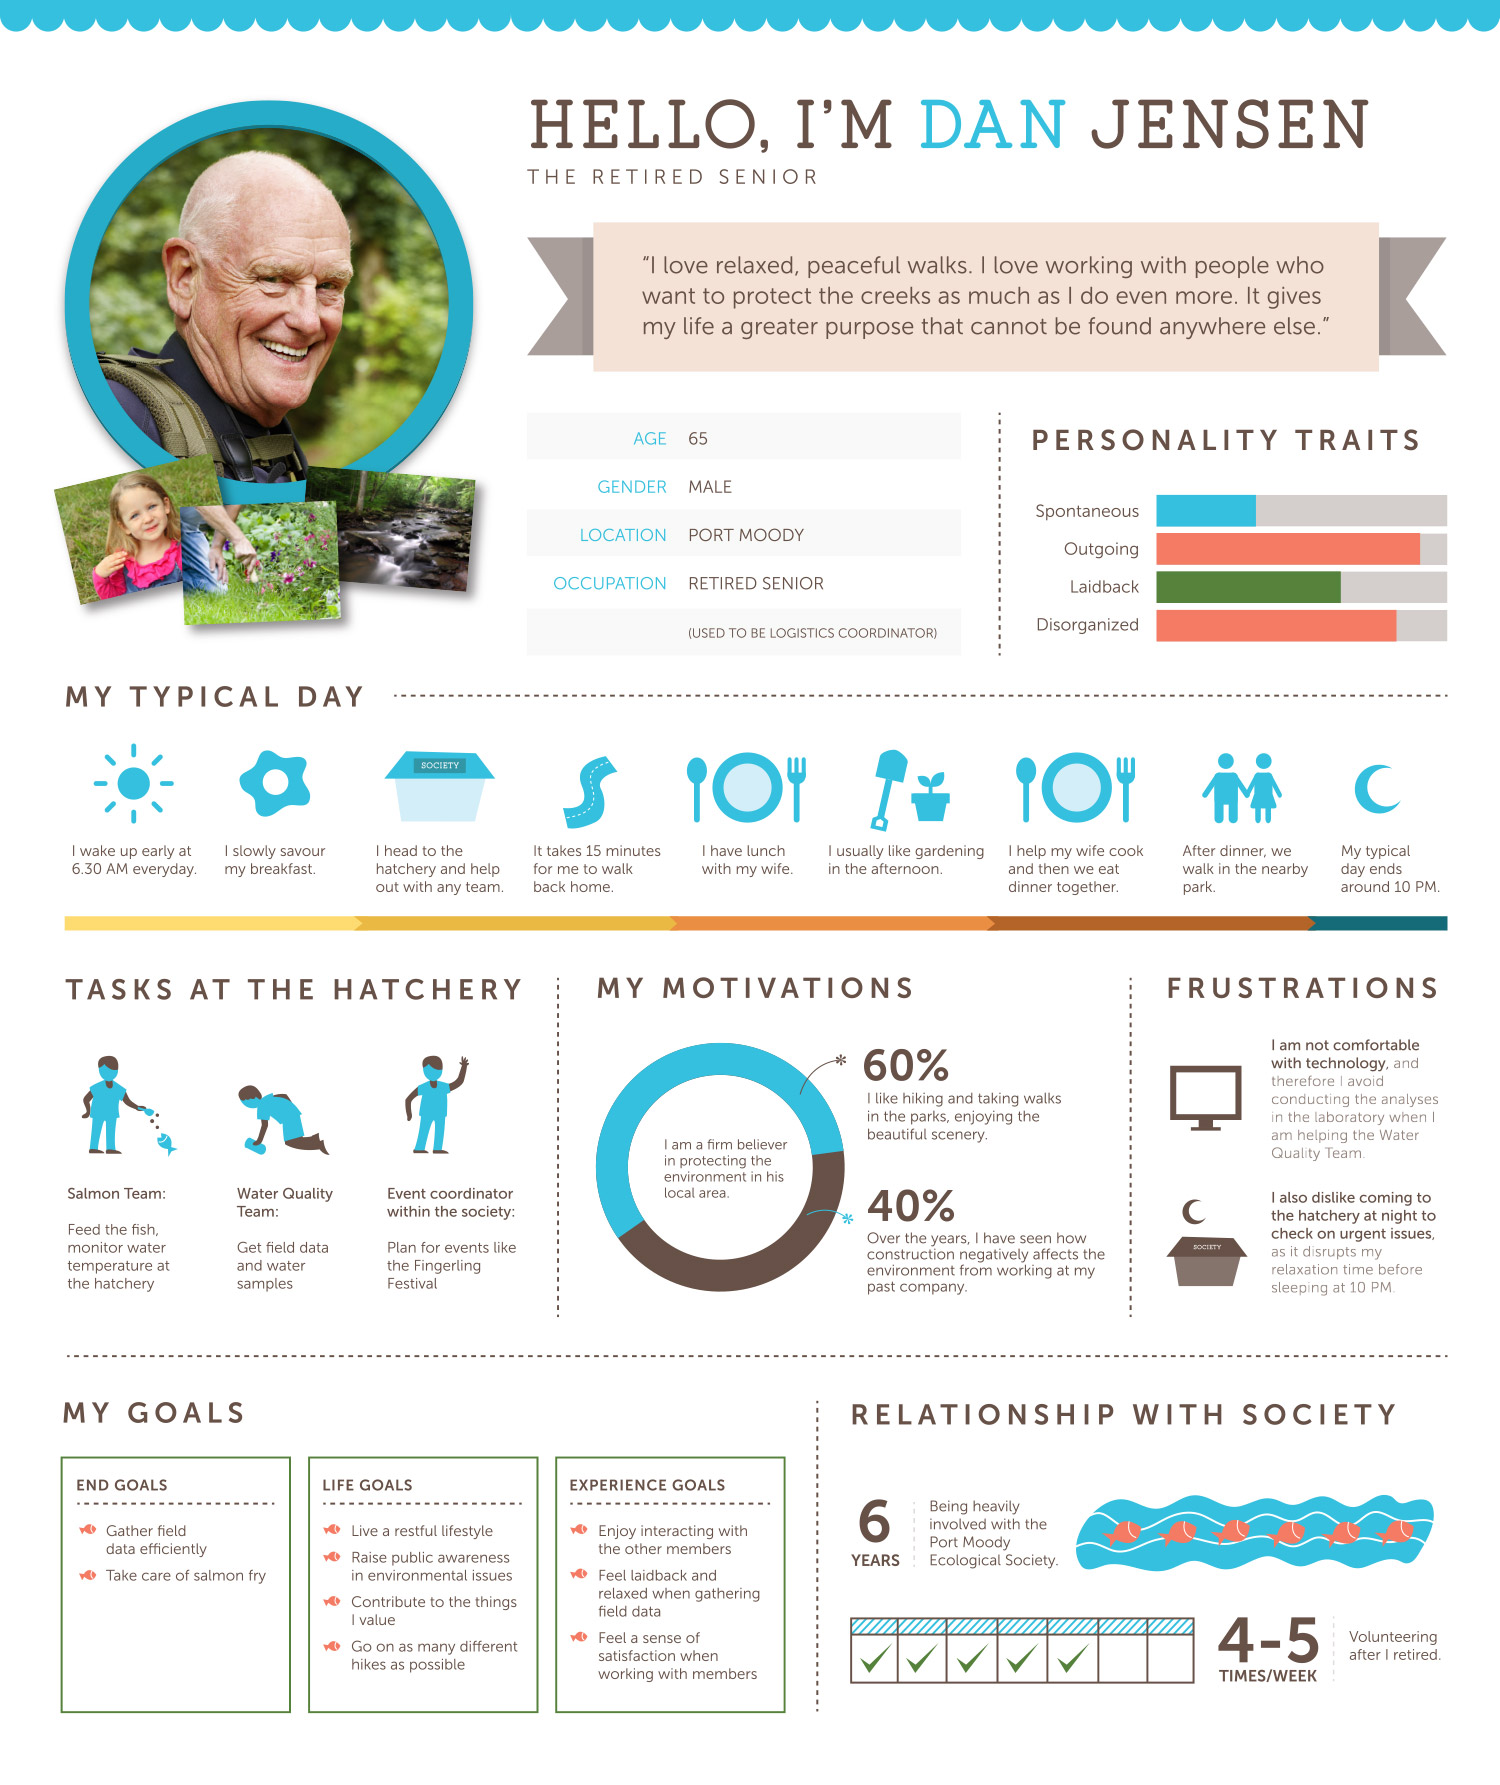 HELLO, I'M DAN JENSEN
THE RETIRED SENIOR
“I love relaxed, peaceful walks. I love working with people who
want to protect the creeks as much as I do even more. It gives
my life a greater purpose that cannot be found anywhere else.”
AGE 65
GENDER MALE
LOCATION PORT MOODY
OCCUPATION RETIRED SENIOR
(USED TO BE LOGISTICS COORDINATOR)
PERSONALITY TRAITS
Spontaneous
Outgoing
Laidback
Disorganized
MY TYPICAL DAY
I wake up early at
6.30 AM everyday.
I slowly savour
my breakfast.
SOCIETY
I head to the
hatchery and help
out with any team.
It takes 15 minutes
for me to walk
back home.
I have lunch
with my wife.
I usually like gardening
in the afternoon.
I help my wife cook
and then we eat
dinner together.
After dinner, we
walk in the nearby
park.
My typical
day ends
around 10 PM.
TASKS AT THE HATCHERY
Salmon Team:
Feed the fish,
monitor water
temperature at
the hatchery
Water Quality
Team:
Get field data
and water
samples
Event coordinator
within the society:
Plan for events like
the Fingerling
Festival
MY MOTIVATIONS
I am a firm believer
in protecting the
environment in his
local area.
60%
I like hiking and taking walks
in the parks, enjoying the
beautiful scenery.
40%
Over the years, I have seen how
construction negatively affects the
environment from working at my
past company.
FRUSTRATIONS
I am not comfortable
with technology, and
therefore I avoid
conducting the analyses
in the laboratory when I
am helping the Water
Quality Team.
SOCIETY
I also dislike coming to
the hatchery at night to
check on urgent issues,
as it disrupts my
relaxation time before
sleeping at 10 PM.
MY GOALS
END GOALS
Gather field
data efficiently
Take care of salmon fry
LIFE GOALS
Live a restful lifestyle
Raise public awareness
in environmental issues
Contribute to the things
I value
Go on as many different
hikes as possible
EXPERIENCE GOALS
Enjoy interacting with
the other members
Feel laidback and
relaxed when gathering
field data
Feel a sense of
satisfaction when
working with members
RELATIONSHIP WITH SOCIETY
6
YEARS
Being heavily
involved with the
Port Moody
Ecological Society.
4-5
TIMES/WEEK
Volunteering
after I retired.